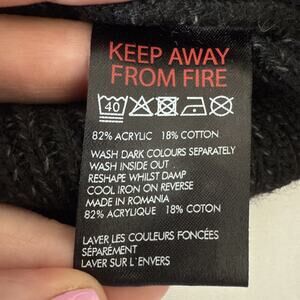 KEEP AWAY
FROM FIRE
40
82% ACRYLIC 18% COTTON
WASH DARK COLOURS SEPARATELY
WASH INSIDE OUT
RESHAPE WHILST DAMP
COOL IRON ON REVERSE
MADE IN ROMANIA
82% ACRYLIQUE 18% COTON
LAVER LES COULEURS FONCÉES
SÉPARÉMENT
LAVER SUR L'ENVERS